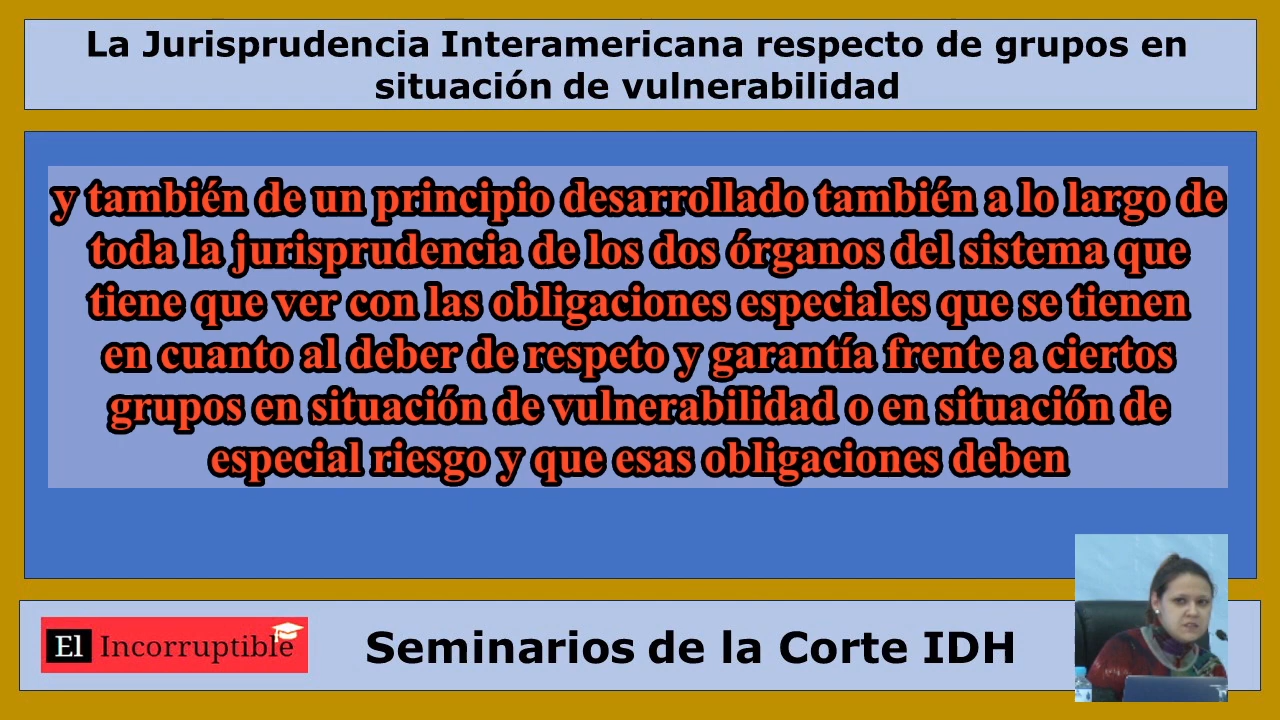 La Jurisprudencia Interamericana respecto de grupos en
situación de vulnerabilidad
y también de un principio desarrollado también a lo largo de
toda la jurisprudencia de los dos órganos del sistema que
tiene que ver con las obligaciones especiales que se tienen
en cuanto al deber de respeto y garantía frente a ciertos
grupos en situación de vulnerabilidad o en situación de
especial riesgo y que esas obligaciones deben
El Incorruptible
Seminarios de la Corte IDH